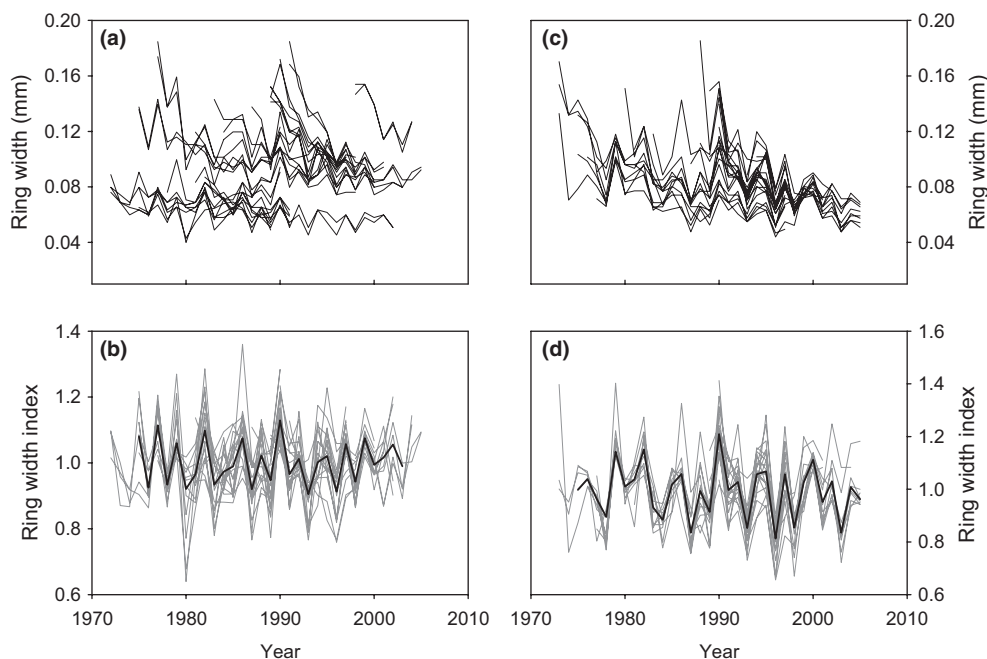 0.20
0.16
0.12
0.08
0.04
Ring width (mm)
(a)
(c)
0.20
0.16
0.12
0.08
0.04
Ring width (mm)
1.4
1.2
1.0
0.8
0.6
Ring width index
(b)
(d)
1.6
1.4
1.2
1.0
0.8
0.6
Ring width index
1970 1980 1990 2000 2010
Year
1970 1980 1990 2000 2010
Year